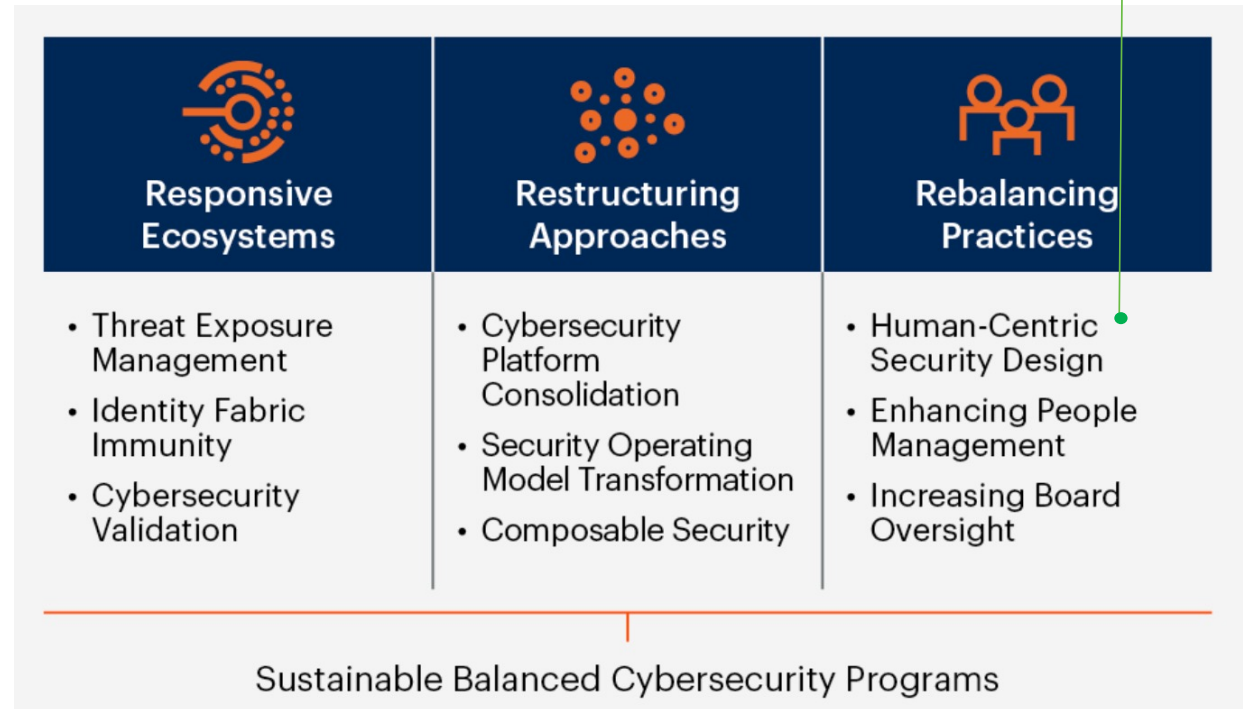 Responsive
Ecosystems
• Threat Exposure
Management
• Identity Fabric
Immunity
• Cybersecurity
Validation
Restructuring
Approaches
• Cybersecurity
Platform
Consolidation
• Security Operating
Model Transformation
• Composable Security
Rebalancing
Practices
• Human-Centric
Security Design
• Enhancing People
Management
• Increasing Board
Oversight
Sustainable Balanced Cybersecurity Programs